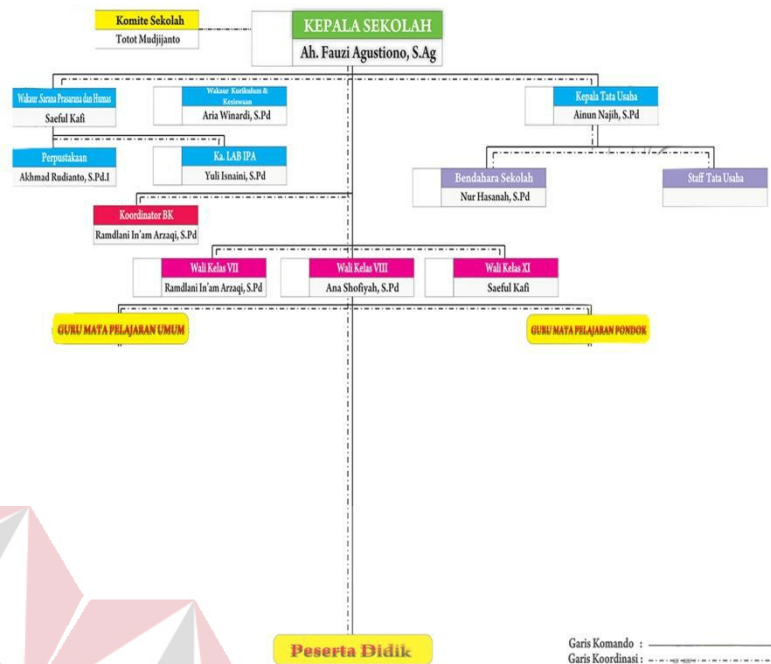 Komite Sekolah
Totot Mudjijanto
KEPALA SEKOLAH
Ah. Fauzi Agustiono, S.Ag
Wakaur .Sarana Prasarana dan Humas
Saeful Kafi
Wakaur Kurikulum &
Kesiswaan
Aria Winardi, S.Pd
Kepala Tata Usaha
Ainun Najih, S.Pd
Perpustakaan
Akhmad Rudianto, S.Pd.I
Ka. LAB IPA
Yuli Isnaini, S.Pd
Bendahara Sekolah
Nur Hasanah, S.Pd
Staff Tata Usaha
Koordinator BK
Ramdlani In'am Arzaqi, S.Pd
Wali Kelas VII
Ramdlani In'am Arzaqi, S.Pd
Wali Kelas VIII
Ana Shofiyah, S.Pd
Wali Kelas XI
Saeful Kafi
GURU MATA PELAJARAN UMUM
GURU MATA PELAJARAN PONDOK
Peserta Didik
Garis Komando :
Garis Koordinasi :